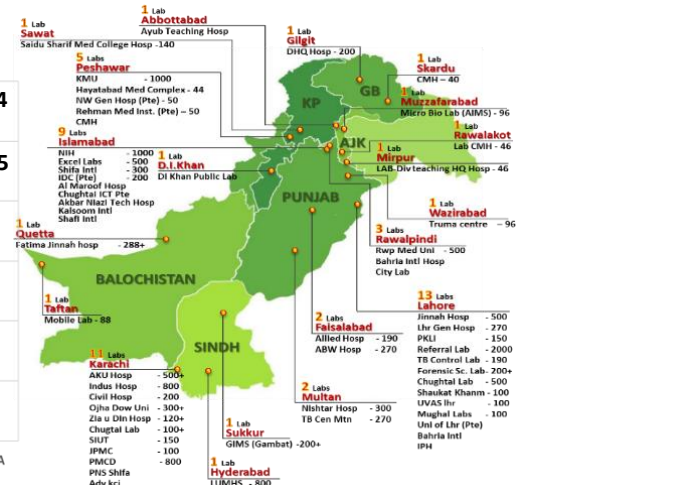 1 Lab
Abbottabad
Ayub Teaching Hosp
1 Lab
Sawat
Saidu Sharif Med College Hosp -140
1 Lab
Gilgit
DHQ Hosp - 200
5 Labs
Peshawar
KMU - 1000
Hayatabad Med Complex - 44
NW Gen Hosp (Pte) - 50
Rehman Med Inst. (Pte) – 50
CMH
1 Lab
Skardu
CMH – 40
1 Lab
Muzzafarabad
Micro Bio Lab (AIMS) - 96
1 Lab
Rawalakot
Lab CMH - 46
1 Lab
Mirpur
LAB-Div teaching HQ Hosp - 46
9 Labs
Islamabad
NIH - 1000
Excel Labs - 500
Shifa Intl - 300
IDC (Pte) - 200
Al Maroof Hosp
Chughtai ICT Pte
Akbar Niazi Tech Hosp
Kalsoom Intl
Shafi Intl
1 Lab
D.I.Khan
DI Khan Public Lab
1 Lab
Wazirabad
Truma centre – 96
3 Labs
Rawalpindi
Rwp Med Uni - 500
Bahria Intl Hosp
City Lab
1 Lab
Quetta
Fatima Jinnah hosp - 288+
1 Lab
Taftan
Mobile Lab - 88
KP
GB
AJK
PUNJAB
BALOCHISTAN
SINDH
13 Labs
Lahore
Jinnah Hosp - 500
Lhr Gen Hosp - 270
PKLI - 150
Referral Lab - 2000
TB Control Lab - 190
Forensic Sc. Lab- 200+
Chughtal Lab - 500
Shaukat Khanm - 100
UVAS lhr - 100
Mughal Labs - 100
Uni of Lhr (Pte)
Bahria Intl
IPH
2 Labs
Faisalabad
Allied Hosp - 190
ABW Hosp - 270
2 Labs
Multan
Nishtar Hosp - 300
TB Cen Mtn - 270
11 Labs
Karachi
AKU Hosp - 500+
Indus Hosp - 800
Civil Hosp - 200
Ojha Dow Uni - 300+
Zia u Din Hosp - 120+
Chugtai Lab - 100+
SIUT - 150
JPMC - 100
PMCD - 800
PNS Shifa
Adv kci
1 Lab
Sukkur
GIMS (Gambat) -200+
1 Lab
Hyderabad
LUMHS - 800
4
5
A